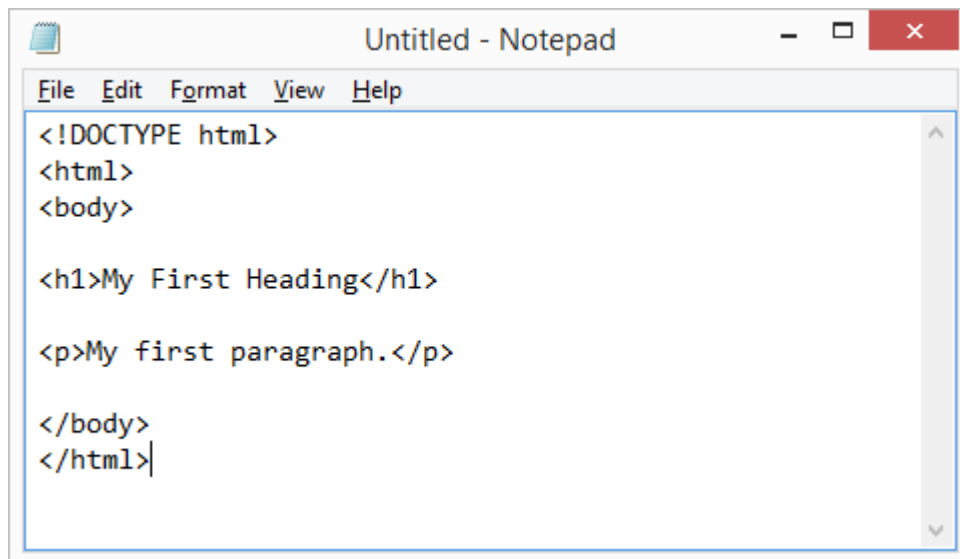 Untitled - Notepad
File Edit Format View Help
<!DOCTYPE html>
<html>
<body>
<h1>My First Heading</h1>
<p>My first paragraph.</p>
</body>
</html>